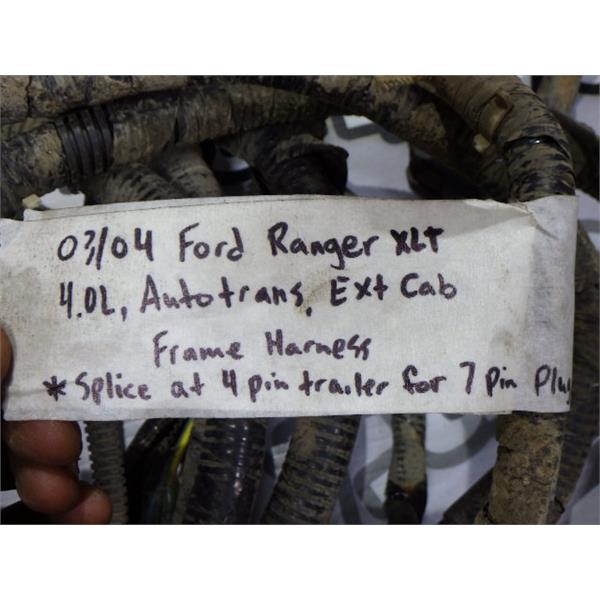 03/04 Ford Ranger XLT
4.0L, Autotrans, Ext Cab
Frame Harness
* Splice at 4 pin trailer for 7 pin Plug